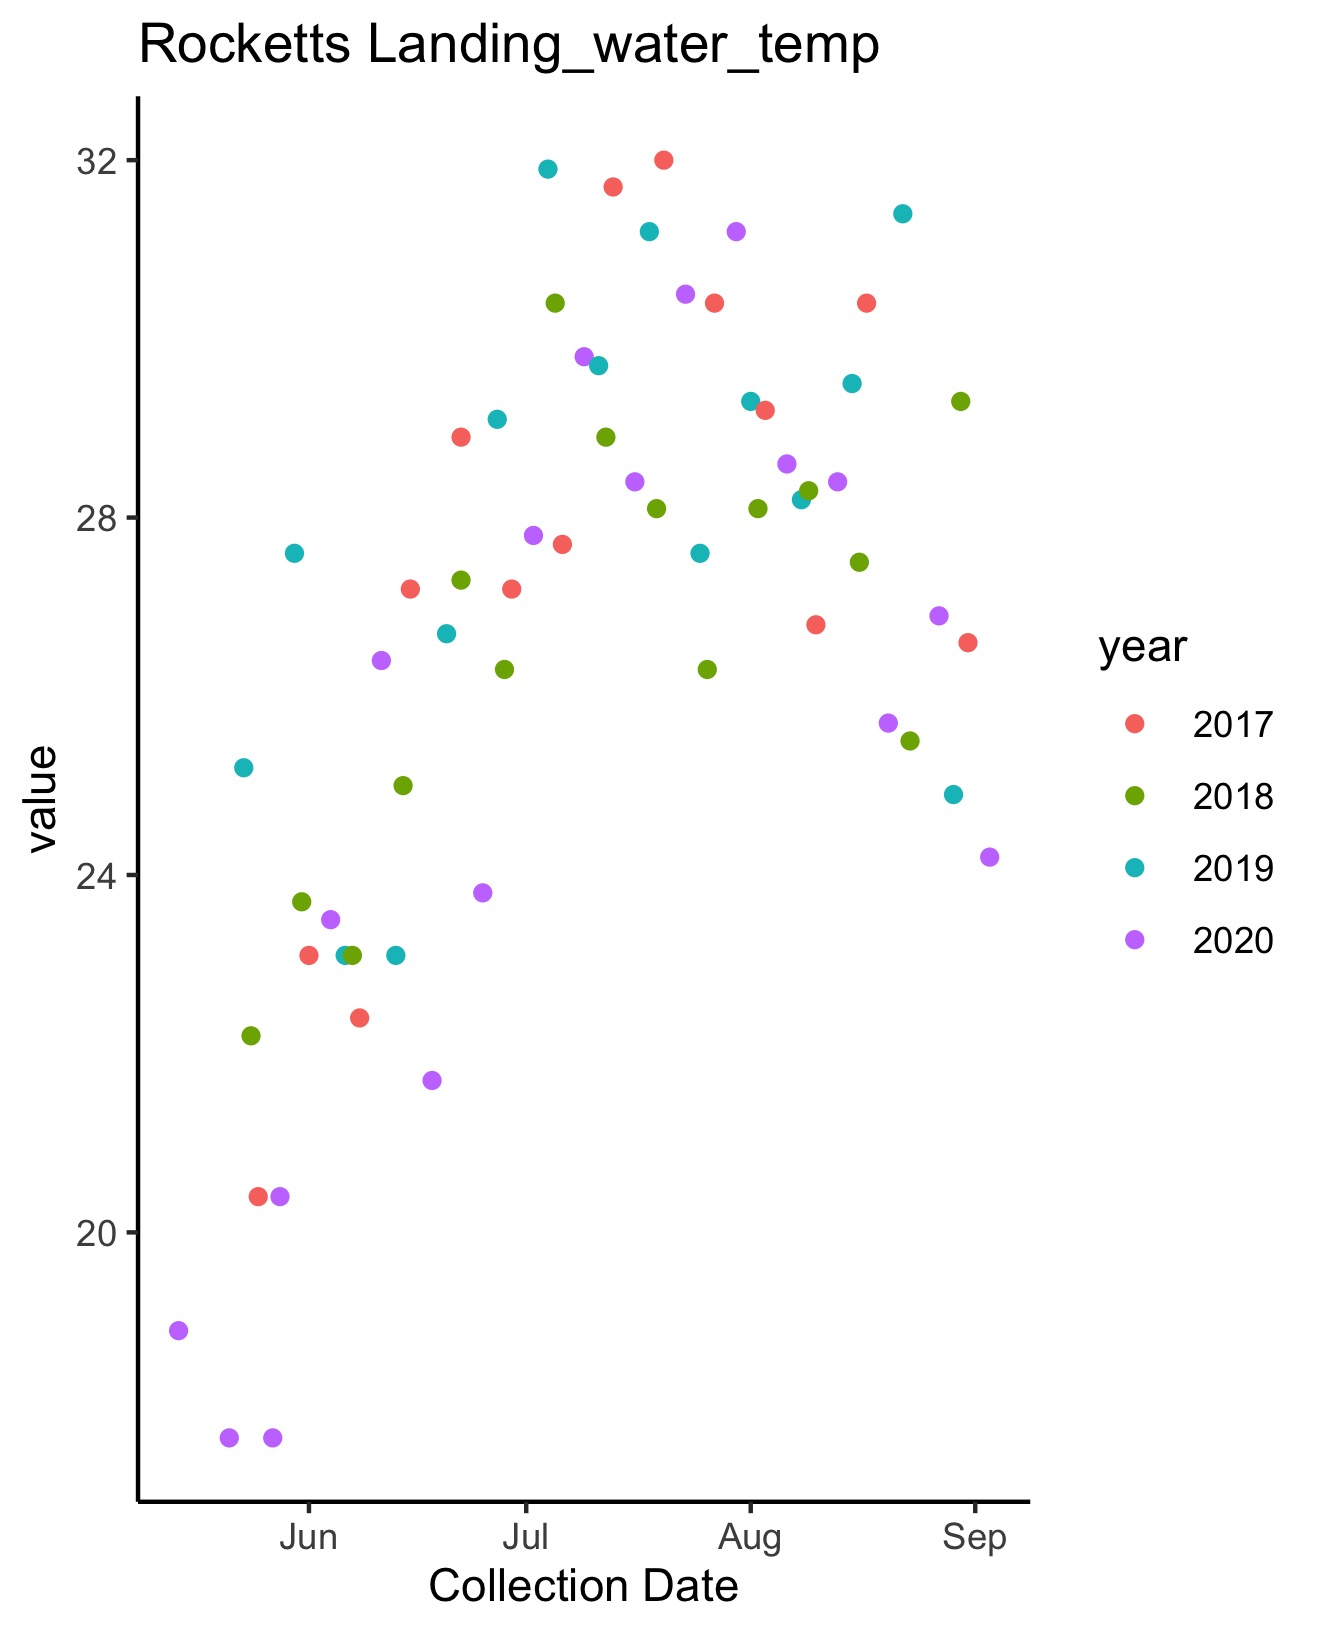 Rocketts Landing_water_temp
32
28
24
20
value
Jun Jul Aug Sep
Collection Date
year
2017
2018
2019
2020